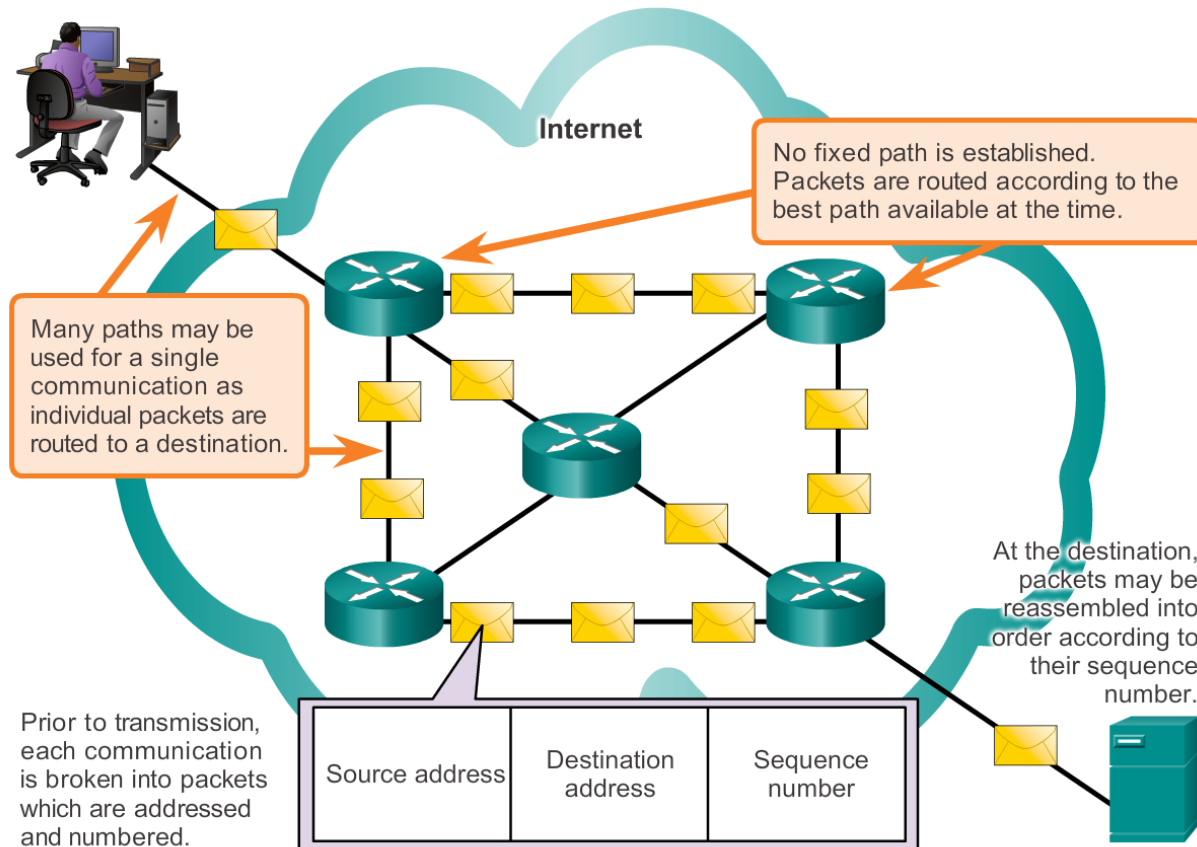 Internet
No fixed path is established.
Packets are routed according to the
best path available at the time.
Many paths may be
used for a single
communication as
individual packets are
routed to a destination.
At the destination,
packets may be
reassembled into
order according to
their sequence
number.
Prior to transmission,
each communication
is broken into packets
which are addressed
and numbered.
Source address
Destination
address
Sequence
number